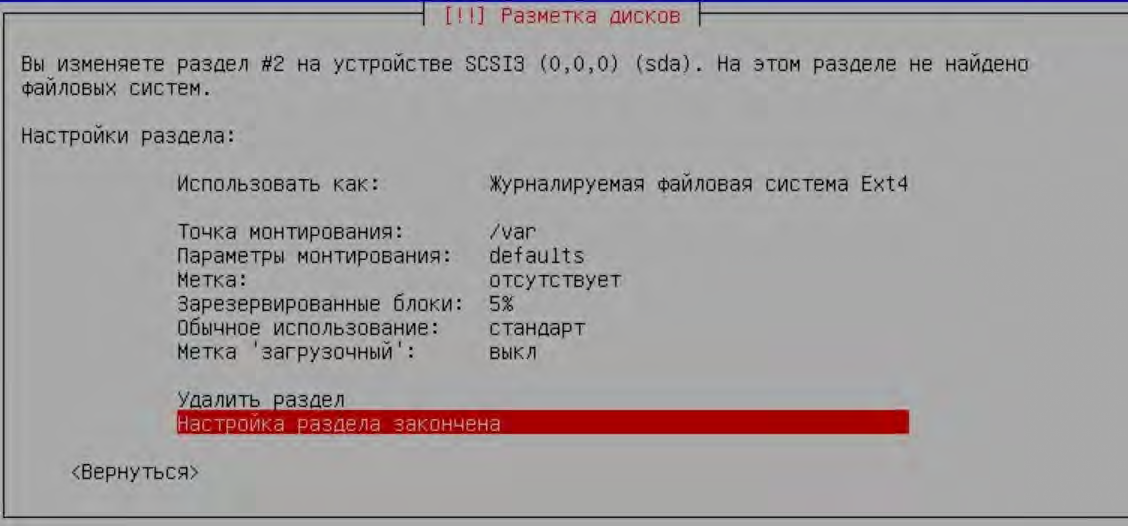 [!!] Разметка дисков
Вы изменяете раздел #2 на устройстве SCSI3 (0,0,0) (sda). На этом разделе не найдено
файловых систем.
Настройки раздела:
Использовать как: Журналируемая файловая система Ext4
Точка монтирования: /var
Параметры монтирования: defaults
Метка: отсутствует
Зарезервированные блоки: 5%
Обычное использование: стандарт
Метка 'загрузочный': выкл
Удалить раздел
Настройка раздела закончена
<Вернуться>